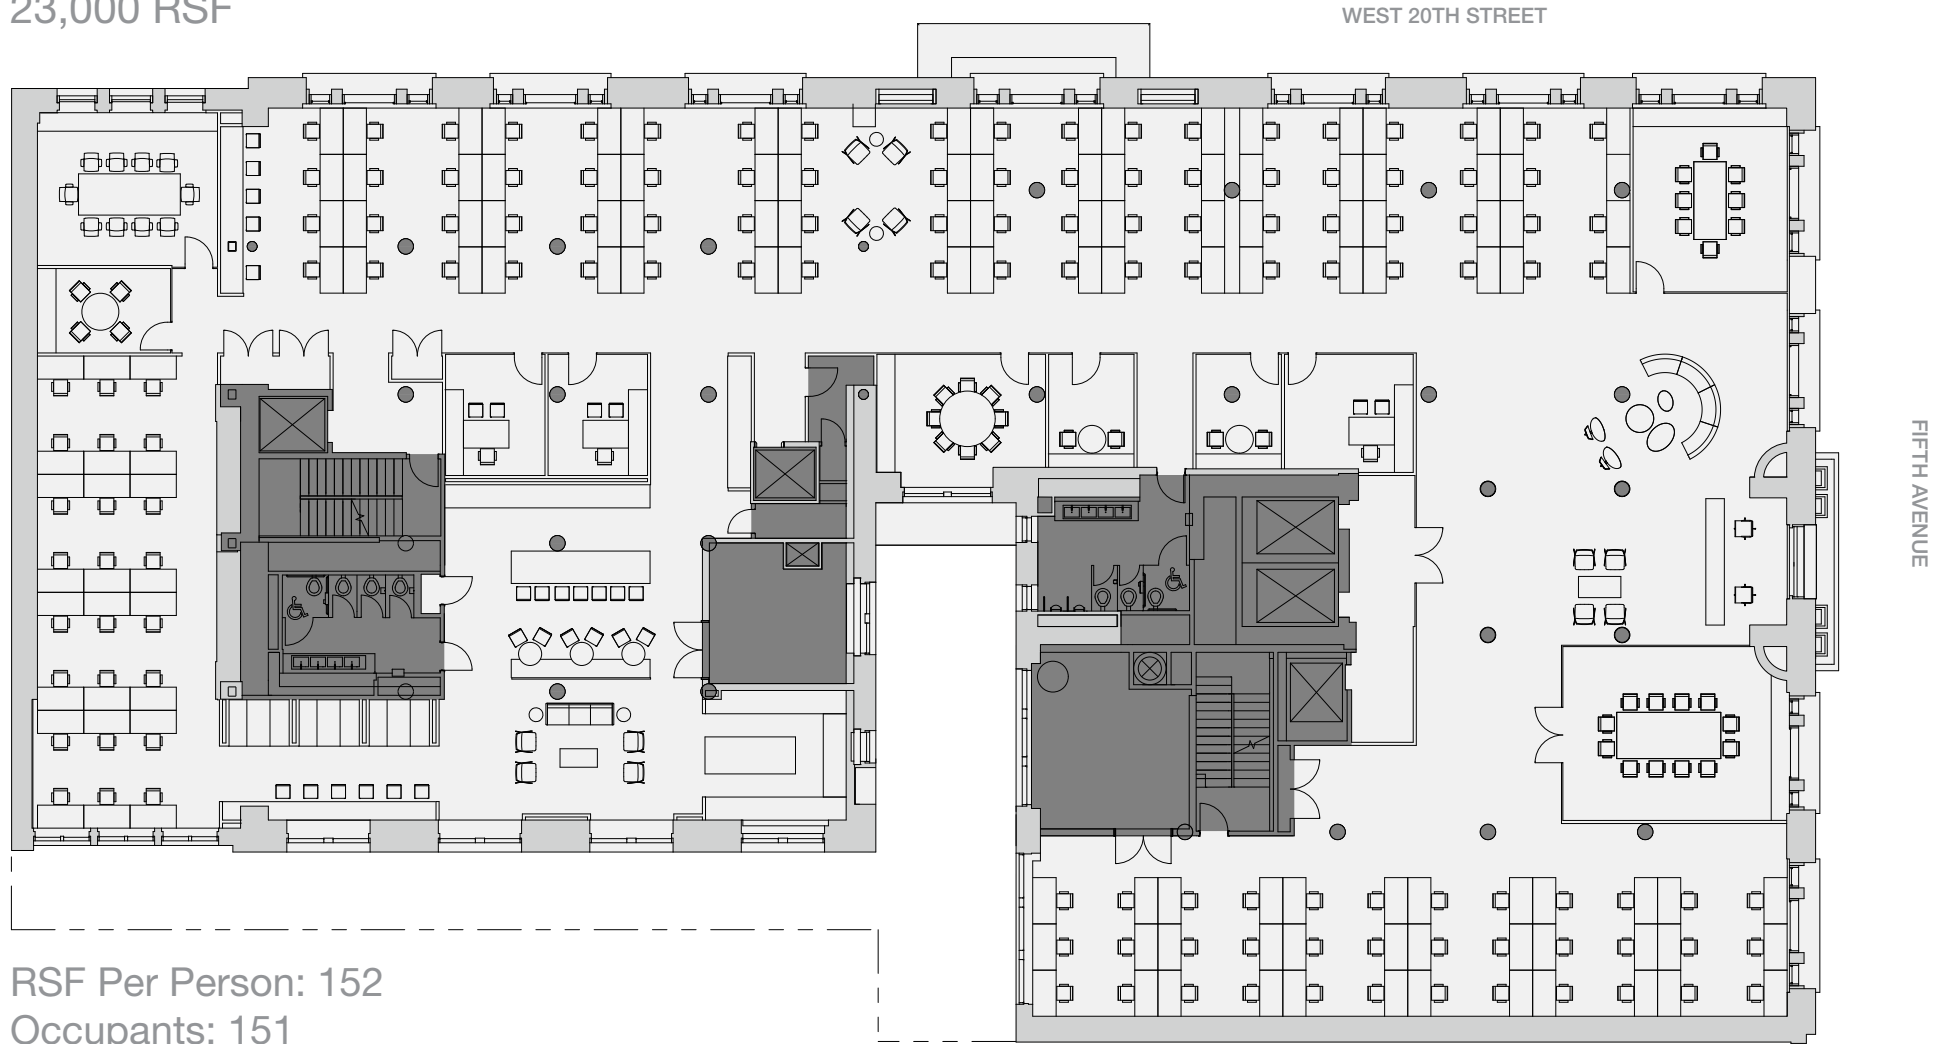 23,000 RSF
WEST 20TH STREET
FIFTH AVENUE
RSF Per Person: 152
Occupants: 151